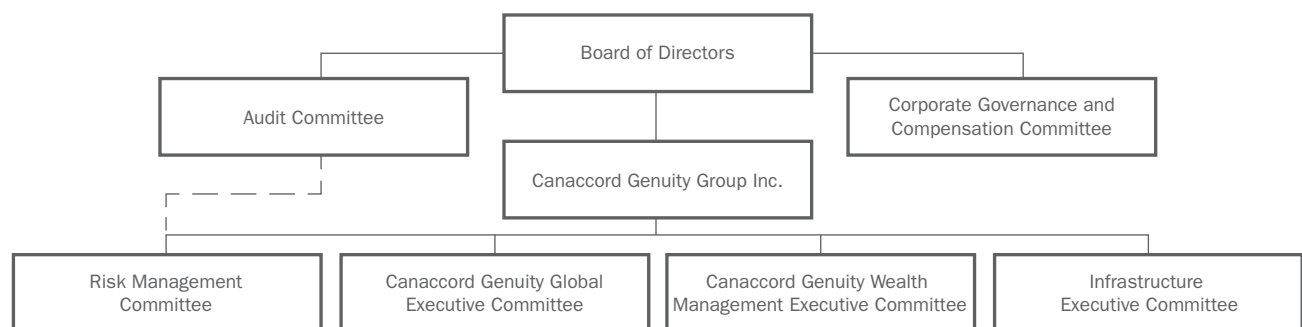 Board of Directors
Audit Committee
Corporate Governance and
Compensation Committee
Canaccord Genuity Group Inc.
Risk Management
Committee
Canaccord Genuity Global
Executive Committee
Canaccord Genuity Wealth
Management Executive Committee
Infrastructure
Executive Committee